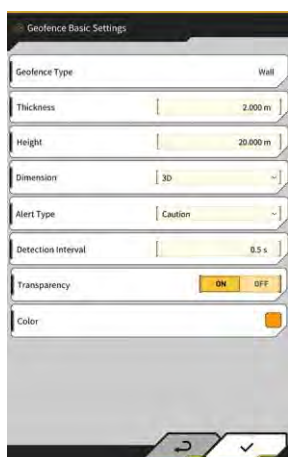 Geofence Basic Settings
Geofence Type Wall
Thickness 2.000 m
Height 20.000 m
Dimension 3D
Alert Type Caution
Detection Interval 0.5 s
Transparency ON OFF
Color